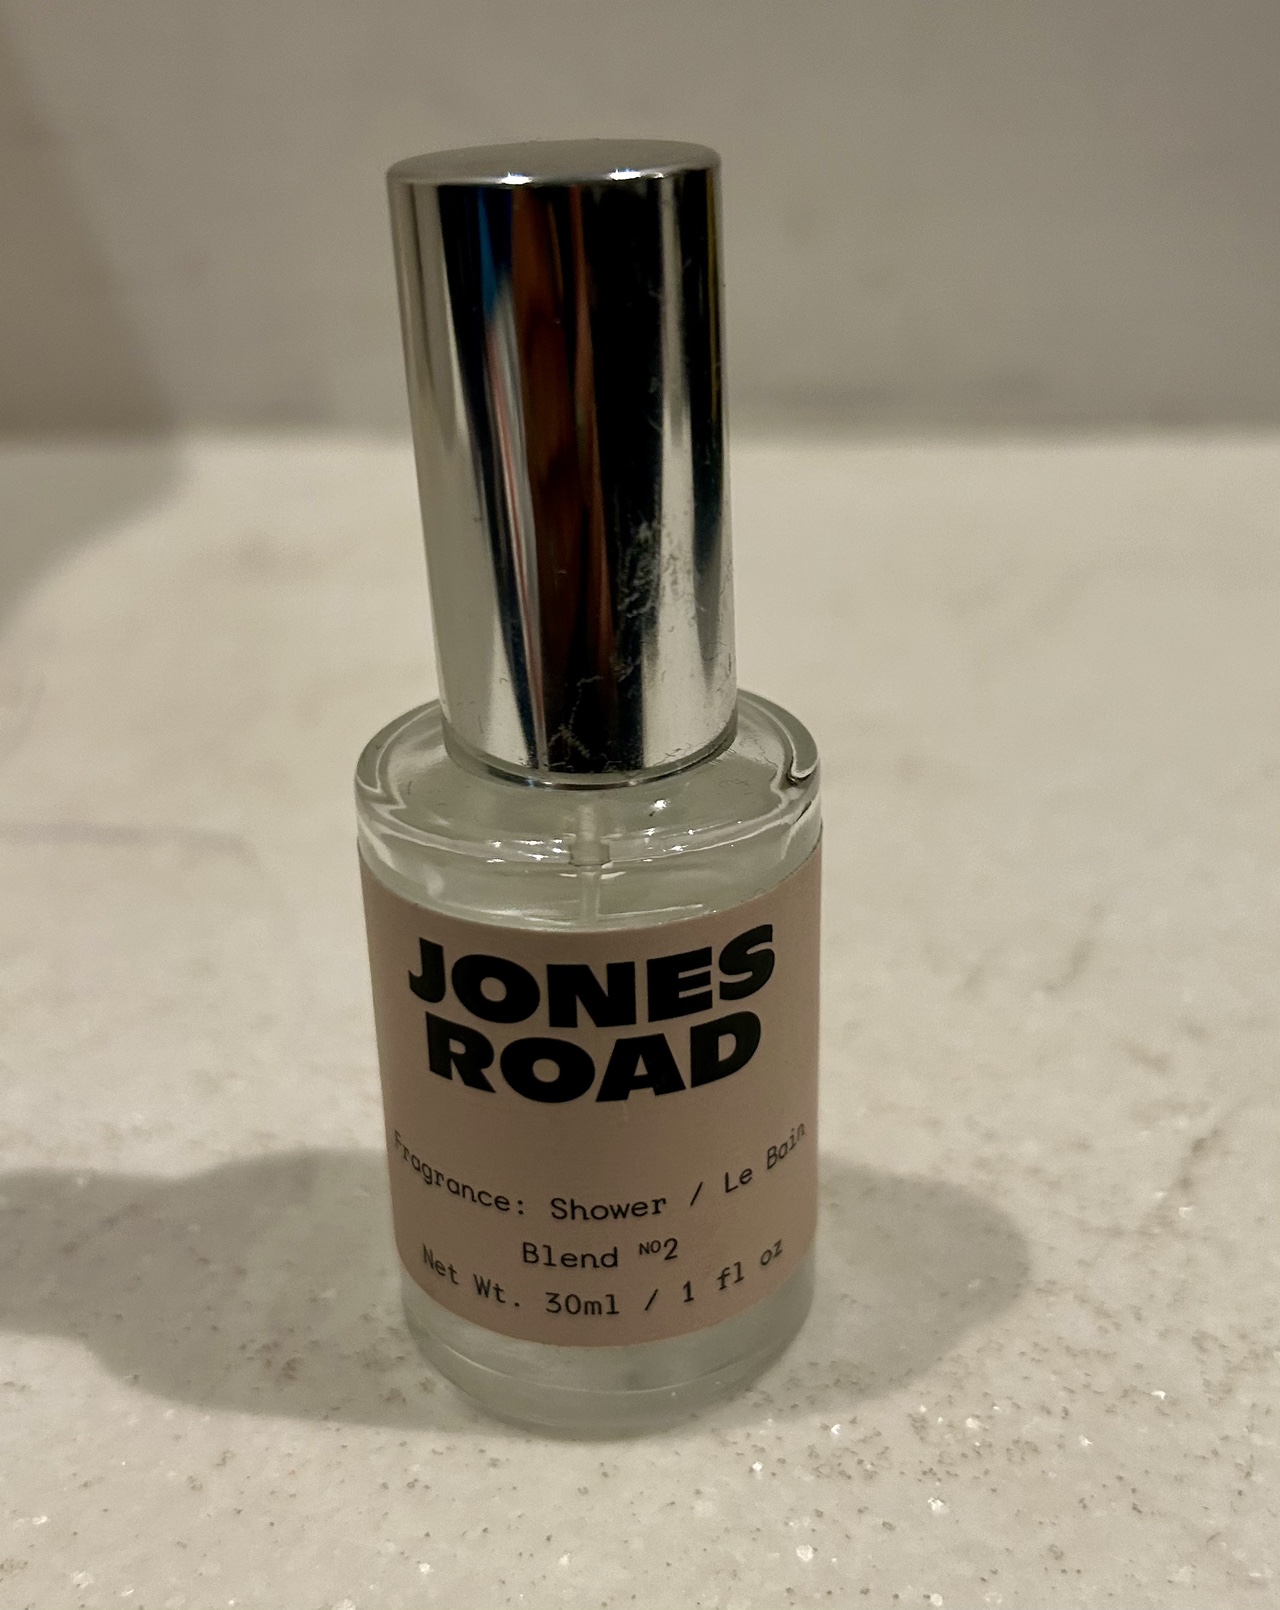 JONES
ROAD
Fragrance: Shower / Le Bain
Blend Nº2
Net Wt. 30ml / 1 fl oz